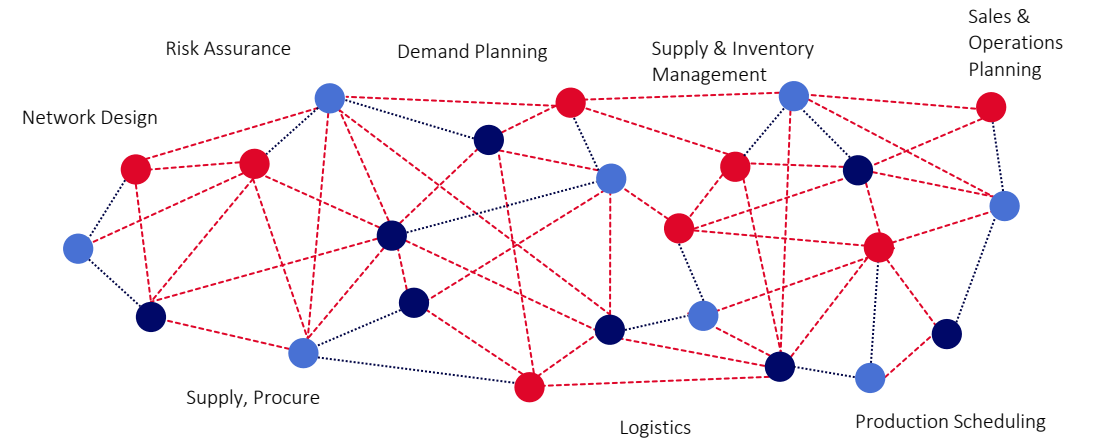 Risk Assurance
Demand Planning
Supply & Inventory
Management
Sales &
Operations
Planning
Network Design
Supply, Procure
Logistics
Production Scheduling